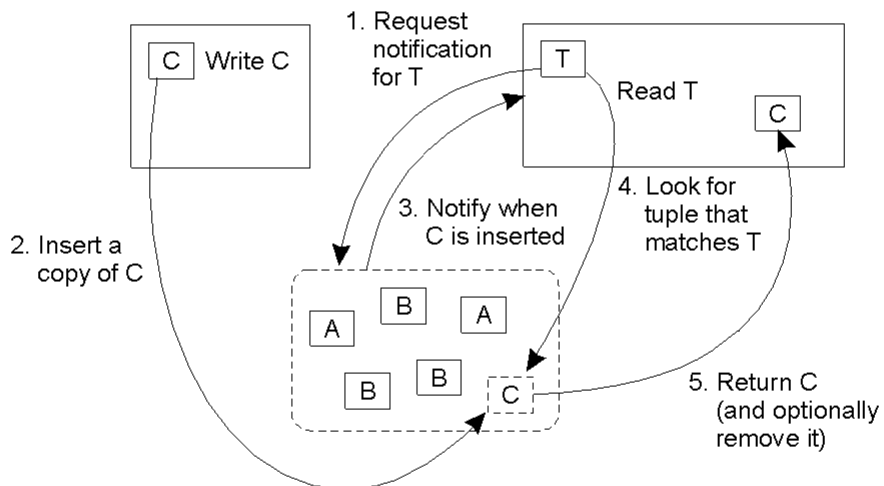 1. Request
notification
for T
C
Write C
T
Read T
C
2. Insert a
copy of C
3. Notify when
C is inserted
4. Look for
tuple that
matches T
A
B
A
B
B
C
5. Return C
(and optionally
remove it)